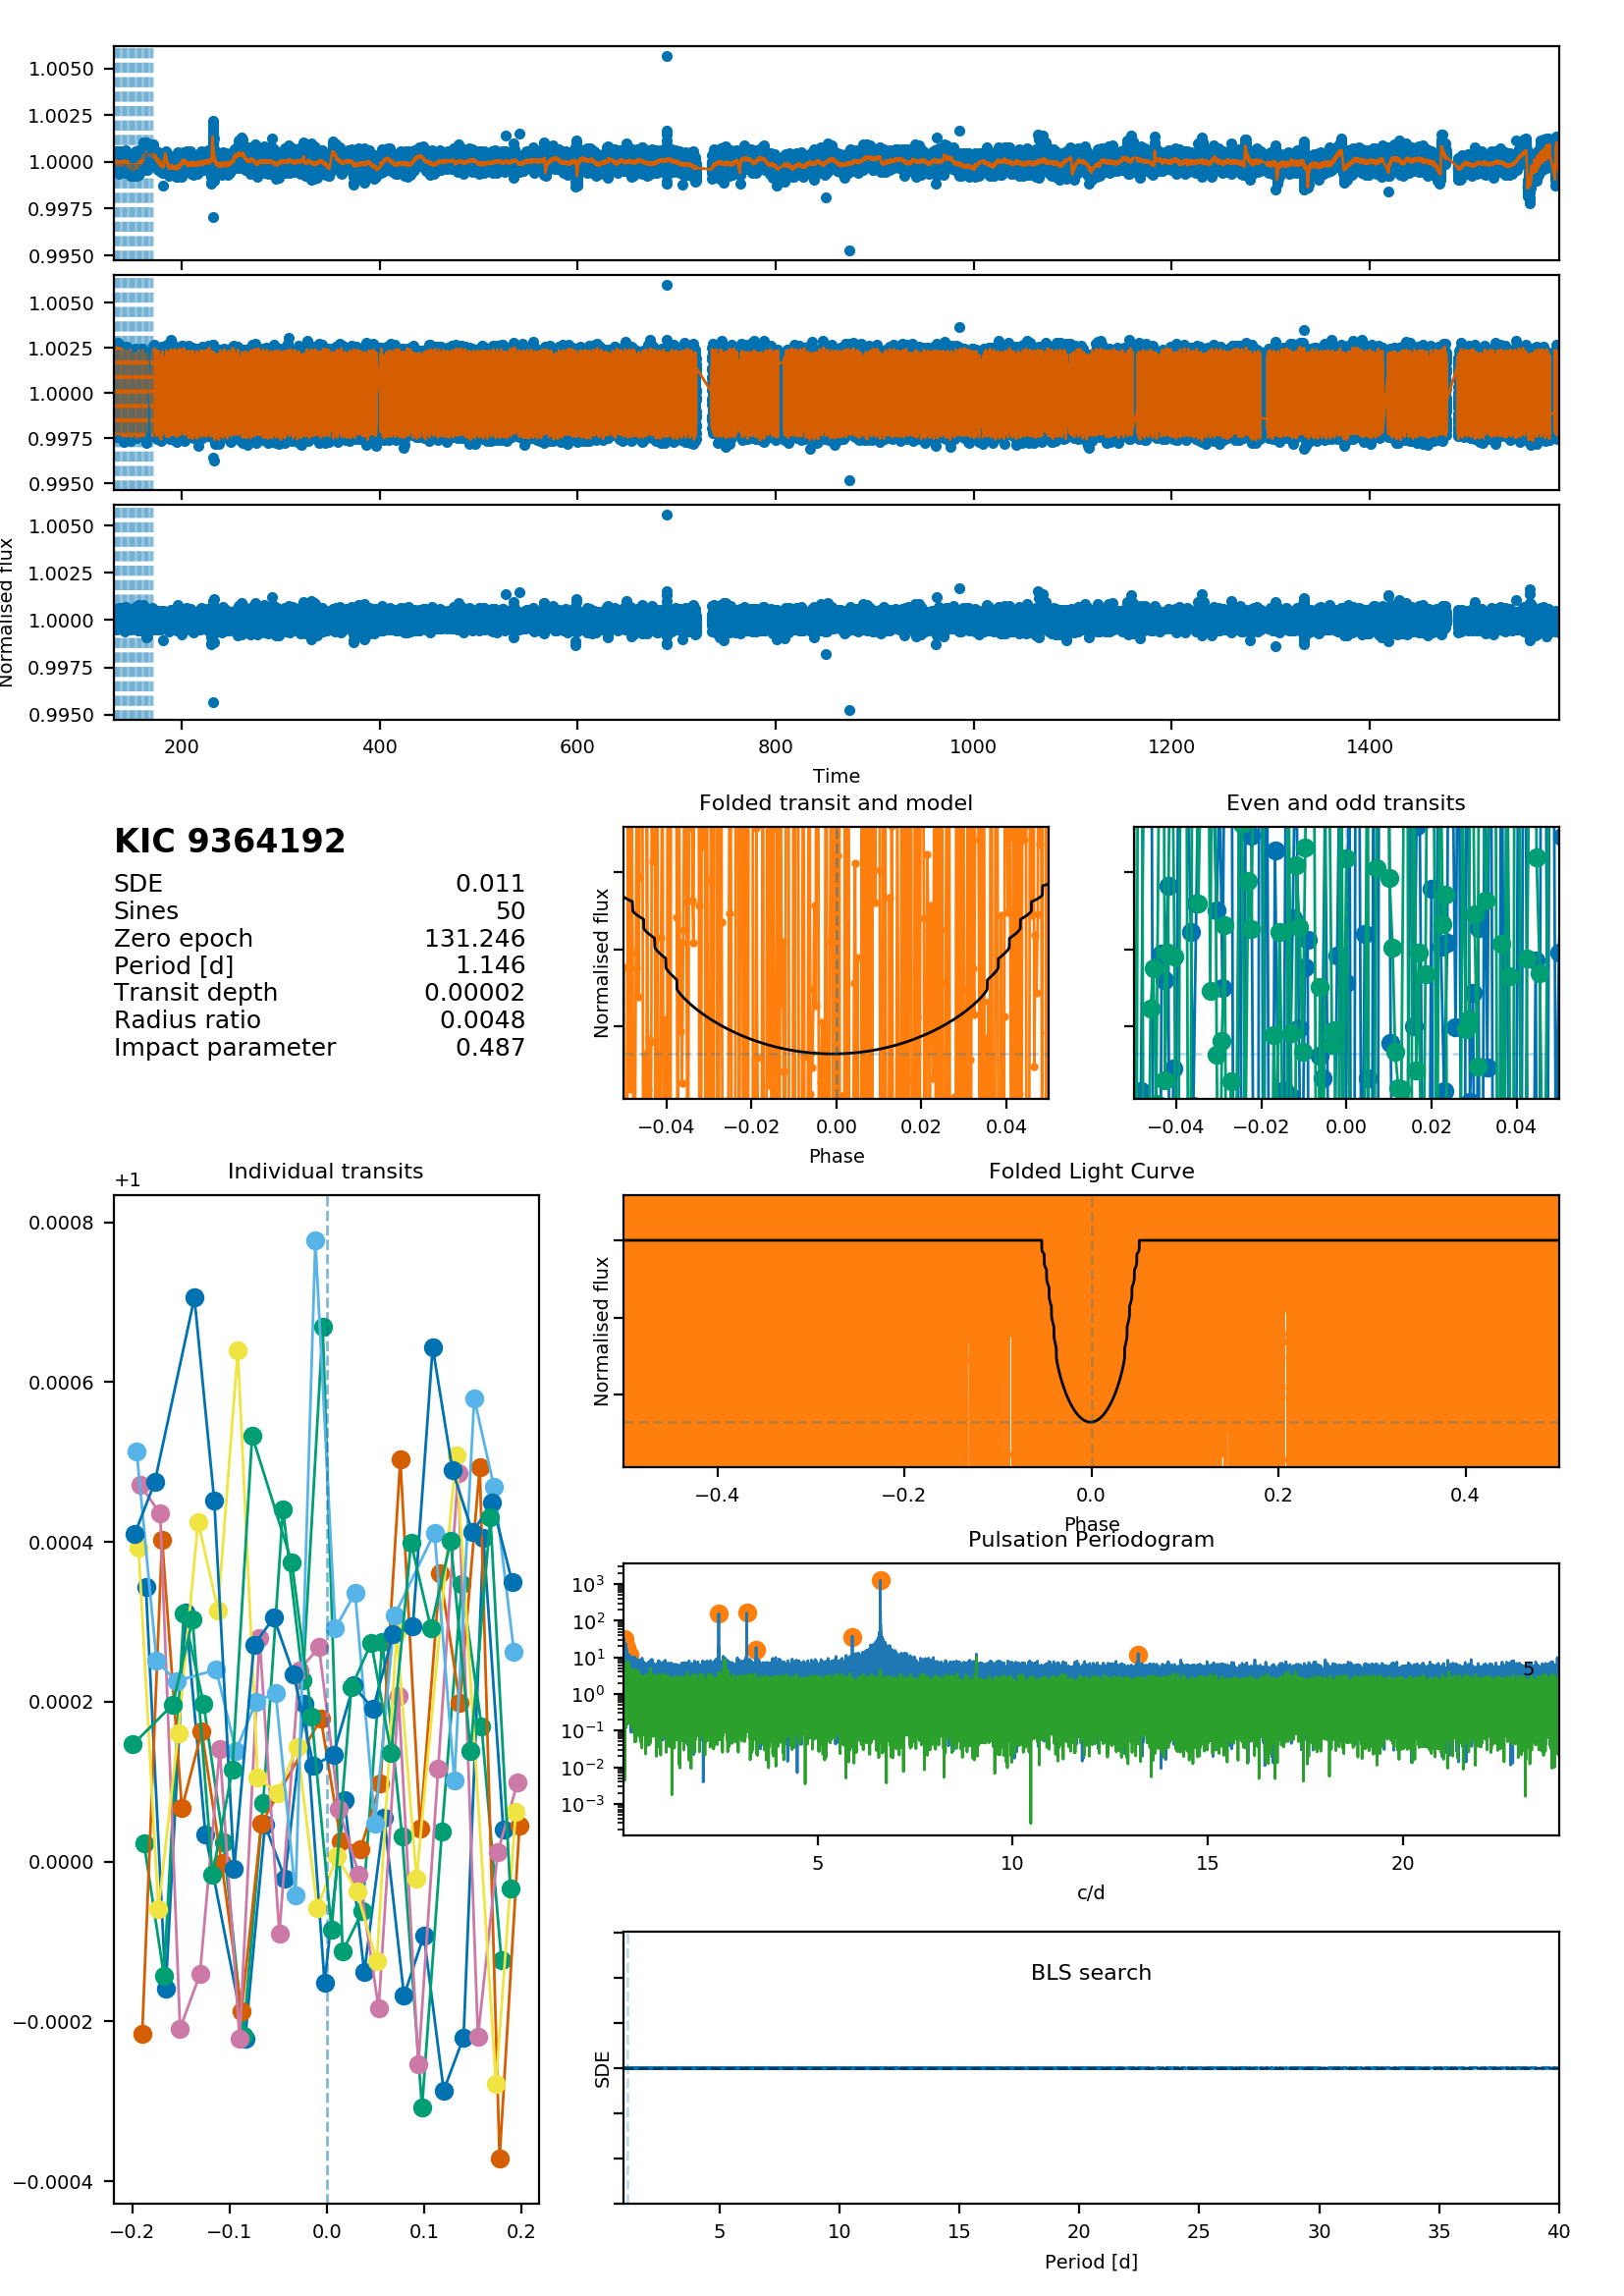 1.0050
1.0025
1.0000
0.9975
0.9950
1.0050
1.0025
1.0000
0.9975
0.9950
1.0050
1.0025
1.0000
0.9975
0.9950
Normalised flux
200 400 600 800 1000 1200 1400
Time
KIC 9364192
SDE 0.011
Sines 50
Zero epoch 131.246
Period [d] 1.146
Transit depth 0.00002
Radius ratio 0.0048
Impact parameter 0.487
Folded transit and model
Normalised flux
−0.04 −0.02 0.00 0.02 0.04
Phase
Even and odd transits
−0.04 −0.02 0.00 0.02 0.04
Individual transits
+1
0.0008
0.0006
0.0004
0.0002
0.0000
−0.0002
−0.0004
−0.2 −0.1 0.0 0.1 0.2
Folded Light Curve
Normalised flux
−0.4 −0.2 0.0 0.2 0.4
Phase
Pulsation Periodogram
10³
10²
10¹
10⁰
10⁻¹
10⁻²
10⁻³
5
5 10 15 20
c/d
BLS search
SDE
5 10 15 20 25 30 35 40
Period [d]